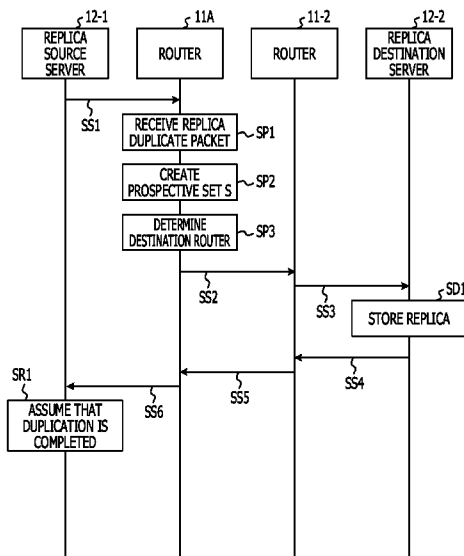 12-1
11A
11-2
12-2
REPLICA
SOURCE
SERVER
ROUTER
ROUTER
REPLICA
DESTINATION
SERVER
SS1
RECEIVE REPLICA
DUPLICATE PACKET
SP1
CREATE
PROSPECTIVE SET S
SP2
DETERMINE
DESTINATION ROUTER
SP3
SS2
SS3
SD1
STORE REPLICA
SS4
SS5
SS6
SR1
ASSUME THAT
DUPLICATION IS
COMPLETED